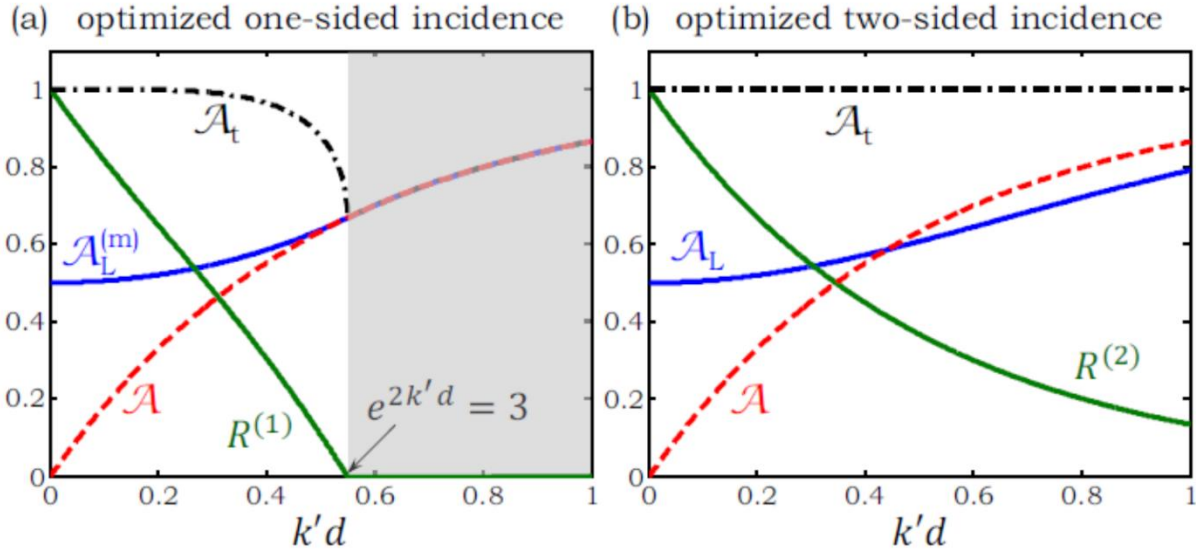 (a) optimized one-sided incidence
1
0.8
0.6
0.4
0.2
0
𝒜t
𝒜L(m)
𝒜
R(1)
e2k′d = 3
0 0.2 0.4 0.6 0.8 1
k′d
(b) optimized two-sided incidence
1
0.8
0.6
0.4
0.2
0
𝒜t
𝒜L
𝒜
R(2)
0 0.2 0.4 0.6 0.8 1
k′d